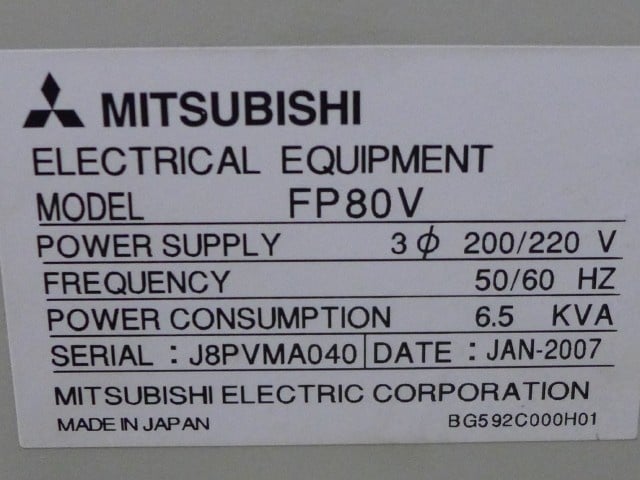 MITSUBISHI
ELECTRICAL EQUIPMENT
MODEL FP80V
POWER SUPPLY 3ϕ 200/220 V
FREQUENCY 50/60 HZ
POWER CONSUMPTION 6.5 KVA
SERIAL : J8PVMA040 DATE : JAN-2007
MITSUBISHI ELECTRIC CORPORATION
MADE IN JAPAN BG592C000H01